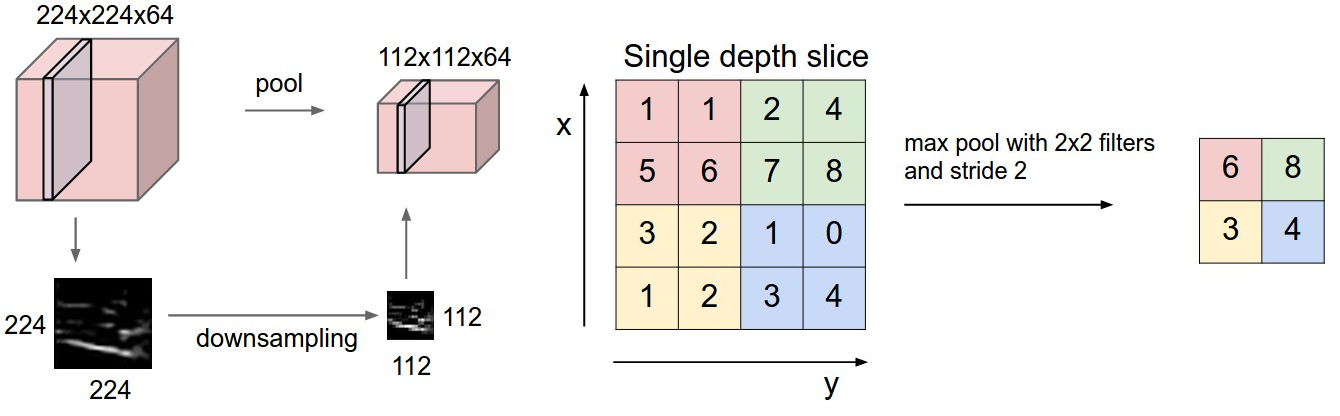 224x224x64
pool
112x112x64
224
224
downsampling
112
112
Single depth slice
x
1 1 2 4
5 6 7 8
3 2 1 0
1 2 3 4
y
max pool with 2x2 filters
and stride 2
6 8
3 4